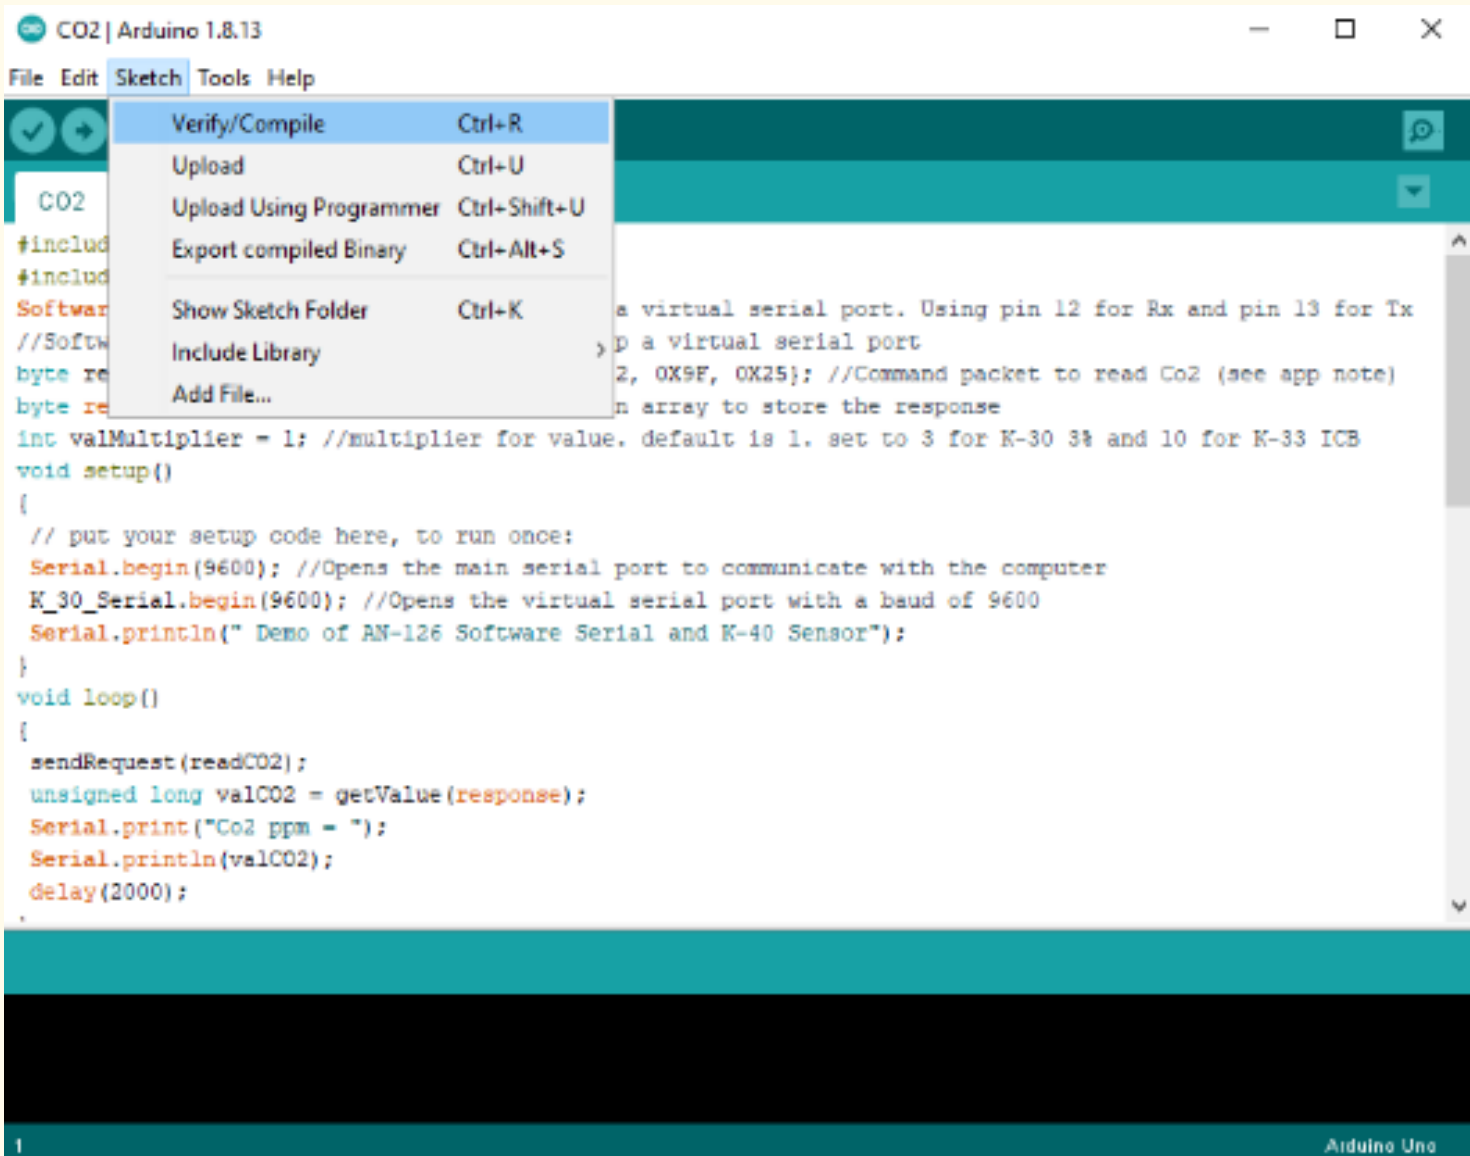 CO2 | Arduino 1.8.13
File Edit Sketch Tools Help
Verify/Compile Ctrl+R
Upload Ctrl+U
Upload Using Programmer Ctrl+Shift+U
Export compiled Binary Ctrl+Alt+S
Show Sketch Folder Ctrl+K
Include Library
Add File...
CO2
#includ
#includ
Softwar a virtual serial port. Using pin 12 for Rx and pin 13 for Tx
//Softw p a virtual serial port
byte re 2, 0X9F, 0X25}; //Command packet to read Co2 (see app note)
byte re n array to store the response
int valMultiplier = 1; //multiplier for value. default is 1. set to 3 for K-30 3% and 10 for K-33 ICB
void setup()
{
// put your setup code here, to run once:
Serial.begin(9600); //Opens the main serial port to communicate with the computer
K_30_Serial.begin(9600); //Opens the virtual serial port with a baud of 9600
Serial.println(" Demo of AN-126 Software Serial and K-40 Sensor");
}
void loop()
{
sendRequest(readCO2);
unsigned long valCO2 = getValue(response);
Serial.print("Co2 ppm = ");
Serial.println(valCO2);
delay(2000);
1 Arduino Uno